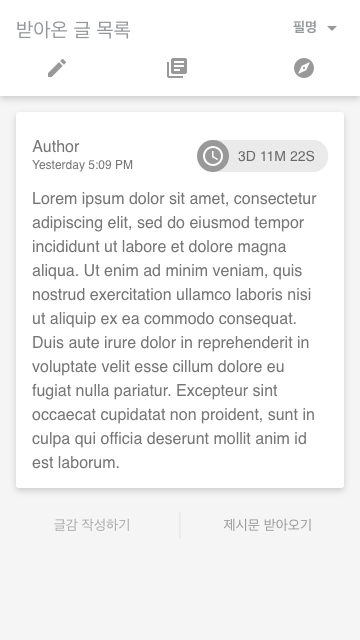 받아온 글 목록
필명
Author
Yesterday 5:09 PM
3D 11M 22S
Lorem ipsum dolor sit amet, consectetur
adipiscing elit, sed do eiusmod tempor
incididunt ut labore et dolore magna
aliqua. Ut enim ad minim veniam, quis
nostrud exercitation ullamco laboris nisi
ut aliquip ex ea commodo consequat.
Duis aute irure dolor in reprehenderit in
voluptate velit esse cillum dolore eu
fugiat nulla pariatur. Excepteur sint
occaecat cupidatat non proident, sunt in
culpa qui officia deserunt mollit anim id
est laborum.
글감 작성하기
제시문 받아오기